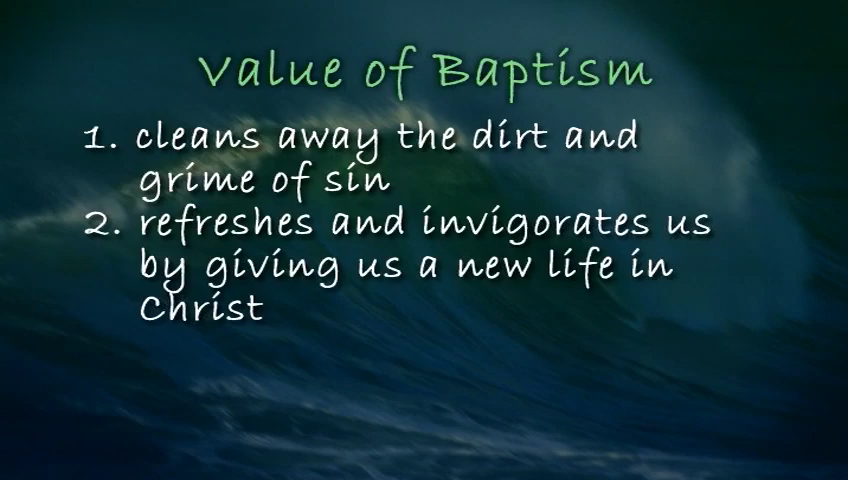 Value of Baptism
1. cleans away the dirt and
grime of sin
2. refreshes and invigorates us
by giving us a new life in
Christ